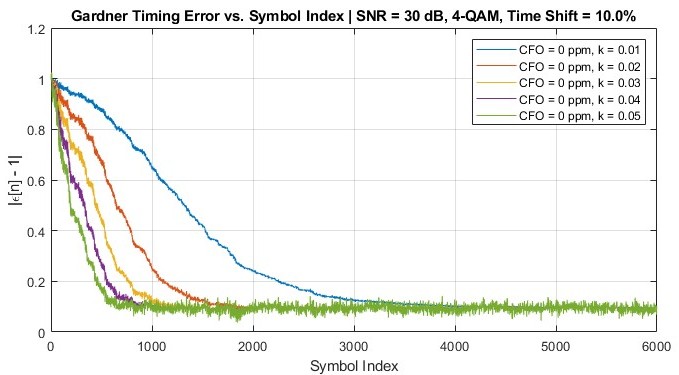 Gardner Timing Error vs. Symbol Index | SNR = 30 dB, 4-QAM, Time Shift = 10.0%
1.2
1
0.8
0.6
0.4
0.2
0
|ϵ[n] - 1|
CFO = 0 ppm, k = 0.01
CFO = 0 ppm, k = 0.02
CFO = 0 ppm, k = 0.03
CFO = 0 ppm, k = 0.04
CFO = 0 ppm, k = 0.05
0 1000 2000 3000 4000 5000 6000
Symbol Index